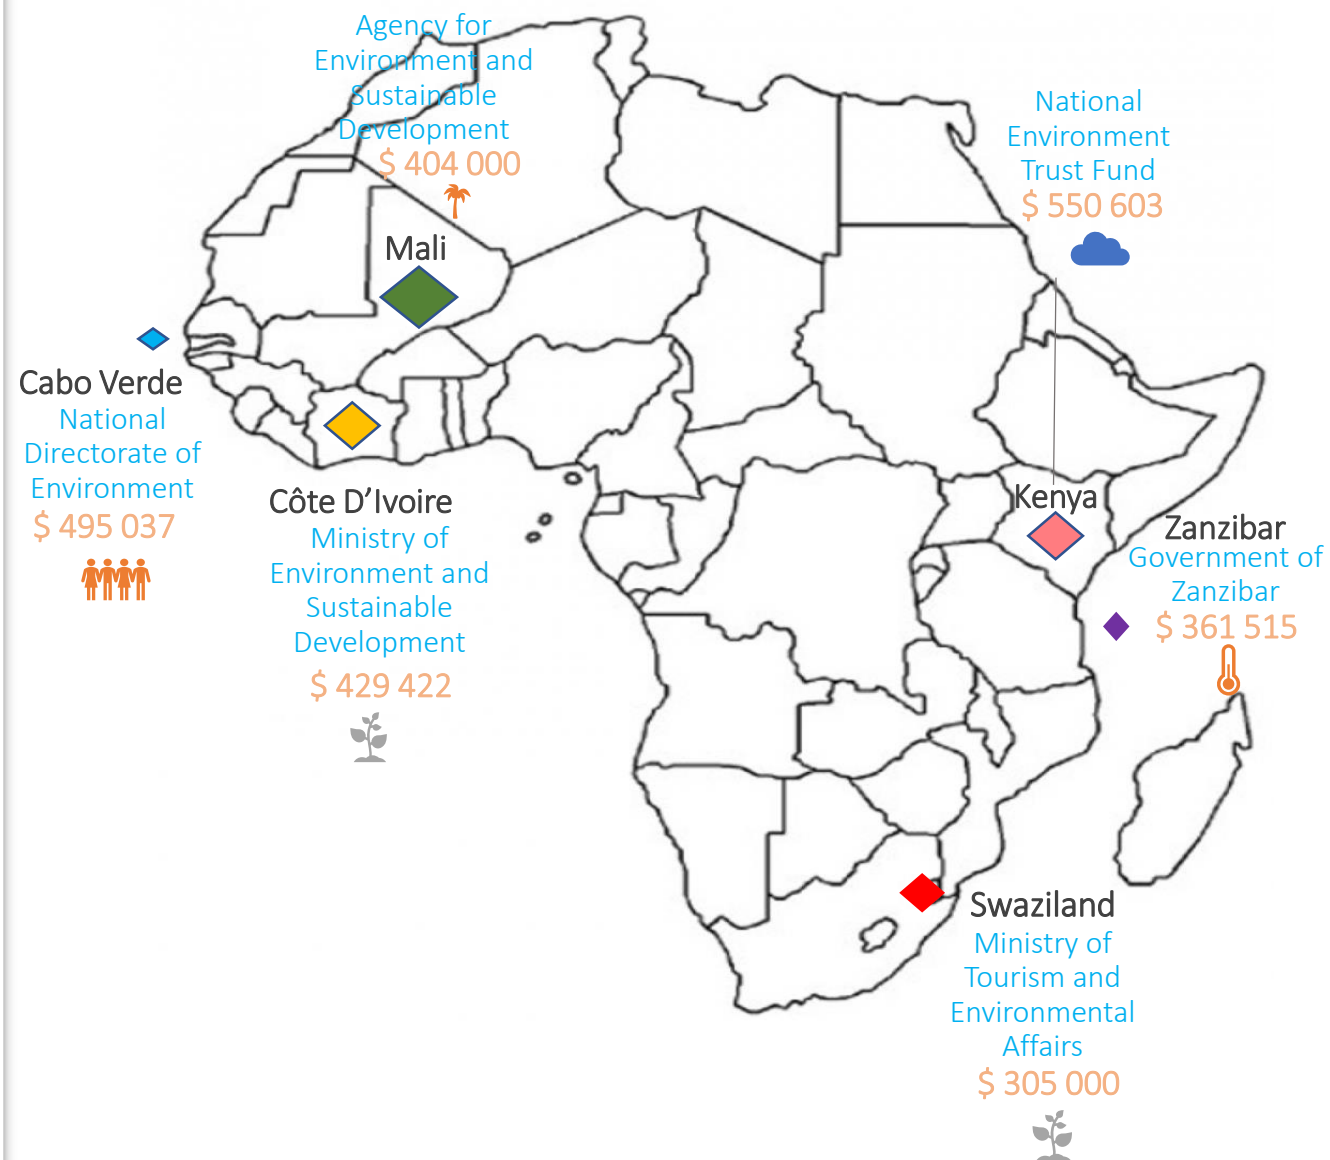 Agency for
Environment and
Sustainable
Development
$ 404 000
Mali
National
Environment
Trust Fund
$ 550 603
Kenya
Cabo Verde
National
Directorate of
Environment
$ 495 037
Côte D’Ivoire
Ministry of
Environment and
Sustainable
Development
$ 429 422
Zanzibar
Government of
Zanzibar
$ 361 515
Swaziland
Ministry of
Tourism and
Environmental
Affairs
$ 305 000